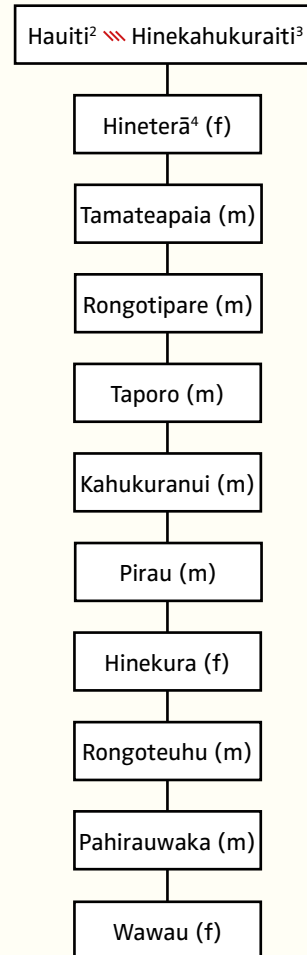 Hauiti² \\\\ Hinekahukuraiti³
Hineterā⁴ (f)
Tamateapaia (m)
Rongotipare (m)
Taporo (m)
Kahukuranui (m)
Pirau (m)
Hinekura (f)
Rongoteuhu (m)
Pahirauwaka (m)
Wawau (f)